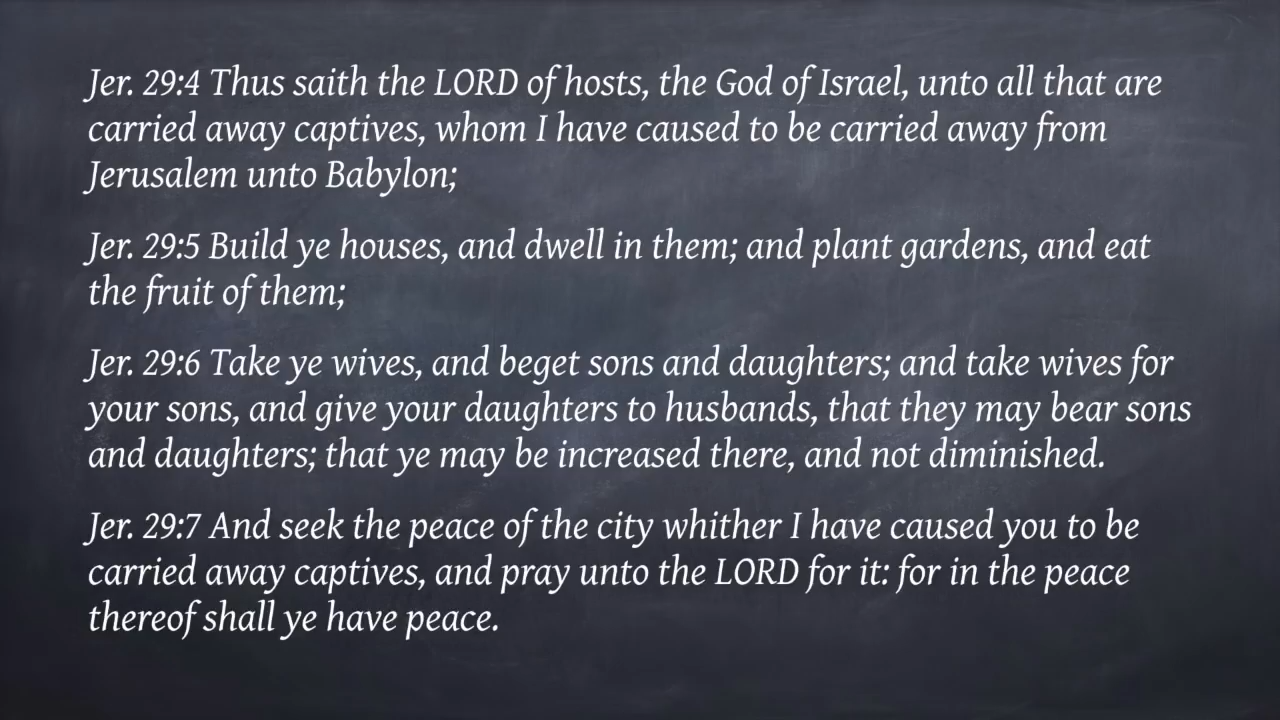 Jer. 29:4 Thus saith the LORD of hosts, the God of Israel, unto all that are
carried away captives, whom I have caused to be carried away from
Jerusalem unto Babylon;
Jer. 29:5 Build ye houses, and dwell in them; and plant gardens, and eat
the fruit of them;
Jer. 29:6 Take ye wives, and beget sons and daughters; and take wives for
your sons, and give your daughters to husbands, that they may bear sons
and daughters; that ye may be increased there, and not diminished.
Jer. 29:7 And seek the peace of the city whither I have caused you to be
carried away captives, and pray unto the LORD for it: for in the peace
thereof shall ye have peace.